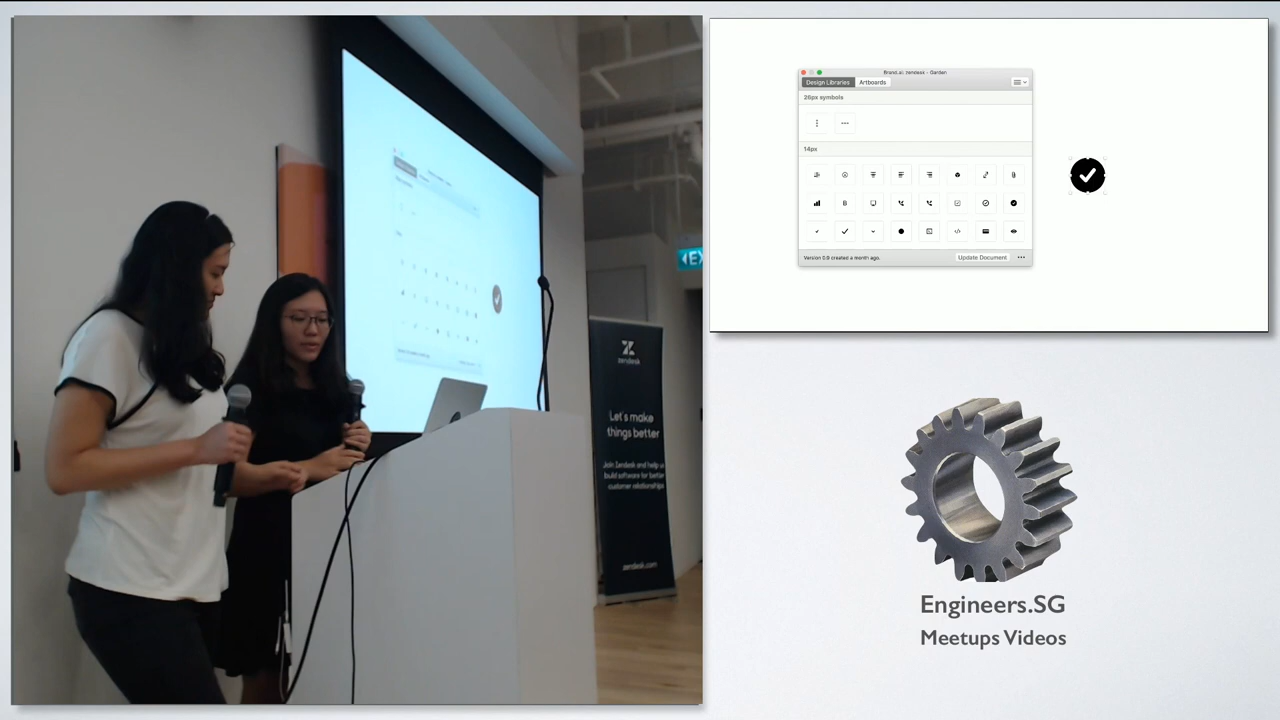 zendesk
Let's make
things better
Join Zendesk and help us
build software for better
customer relationships
zendesk.com
Brand.ai: zendesk - Garden
Design Libraries
Artboards
26px symbols
14px
Version 0.9 created a month ago.
Update Document
Engineers.SG
Meetups Videos